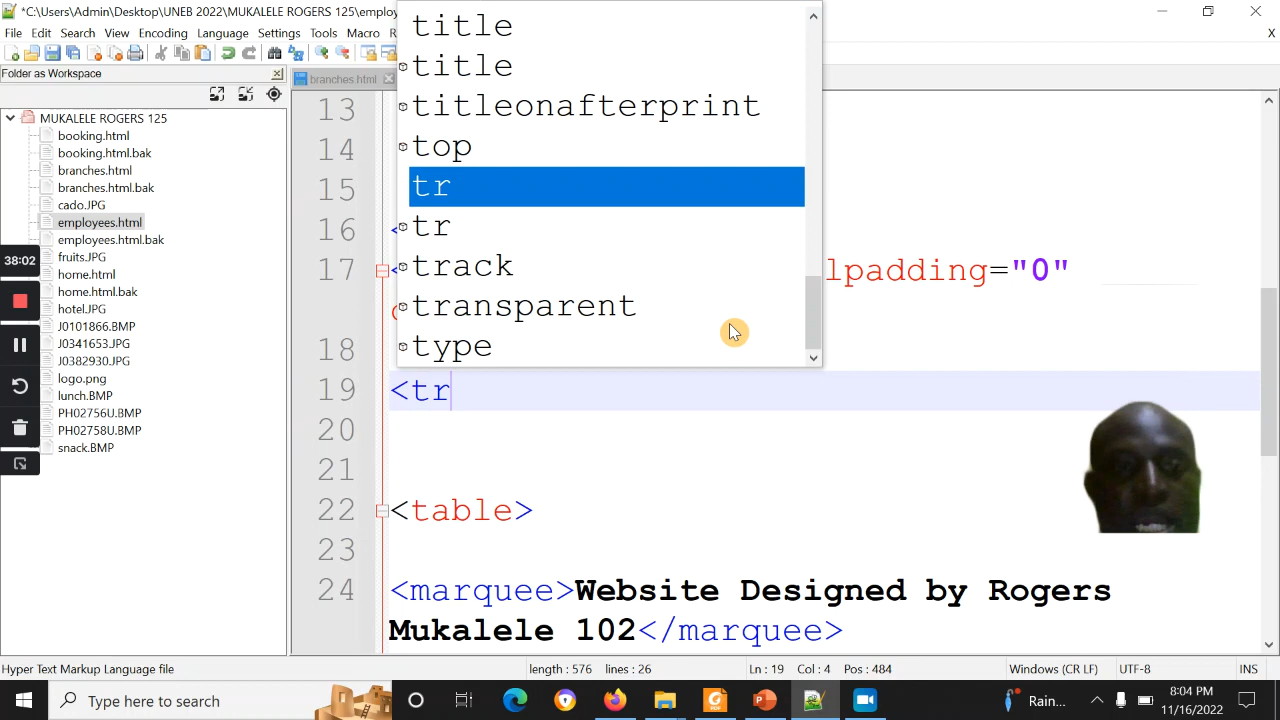 *C:\Users\Admin\Desktop\UNEB 2022\MUKALELE ROGERS 125\employ
File Edit Search View Encoding Language Settings Tools Macro
X
Folder as Workspace
branches.html
MUKALELE ROGERS 125
booking.html
booking.html.bak
branches.html
branches.html.bak
cado.JPG
employees.html
employees.html.bak
fruits.JPG
home.html
home.html.bak
hotel.JPG
J0101866.BMP
J0341653.JPG
J0382930.JPG
logo.png
lunch.BMP
PH02756U.BMP
PH02758U.BMP
snack.BMP
38:02
title
title
titleonafterprint
top
tr
tr
track
transparent
type
13
14
15
16 <
17 lpadding="0"
18
19 <tr
20
21
22 <table>
23
24 <marquee>Website Designed by Rogers
Mukalele 102</marquee>
Hyper Text Markup Language file length : 576 lines : 26 Ln : 19 Col : 4 Pos : 484 Windows (CR LF) UTF-8 INS
Type here to search
Rain...
8:04 PM
11/16/2022